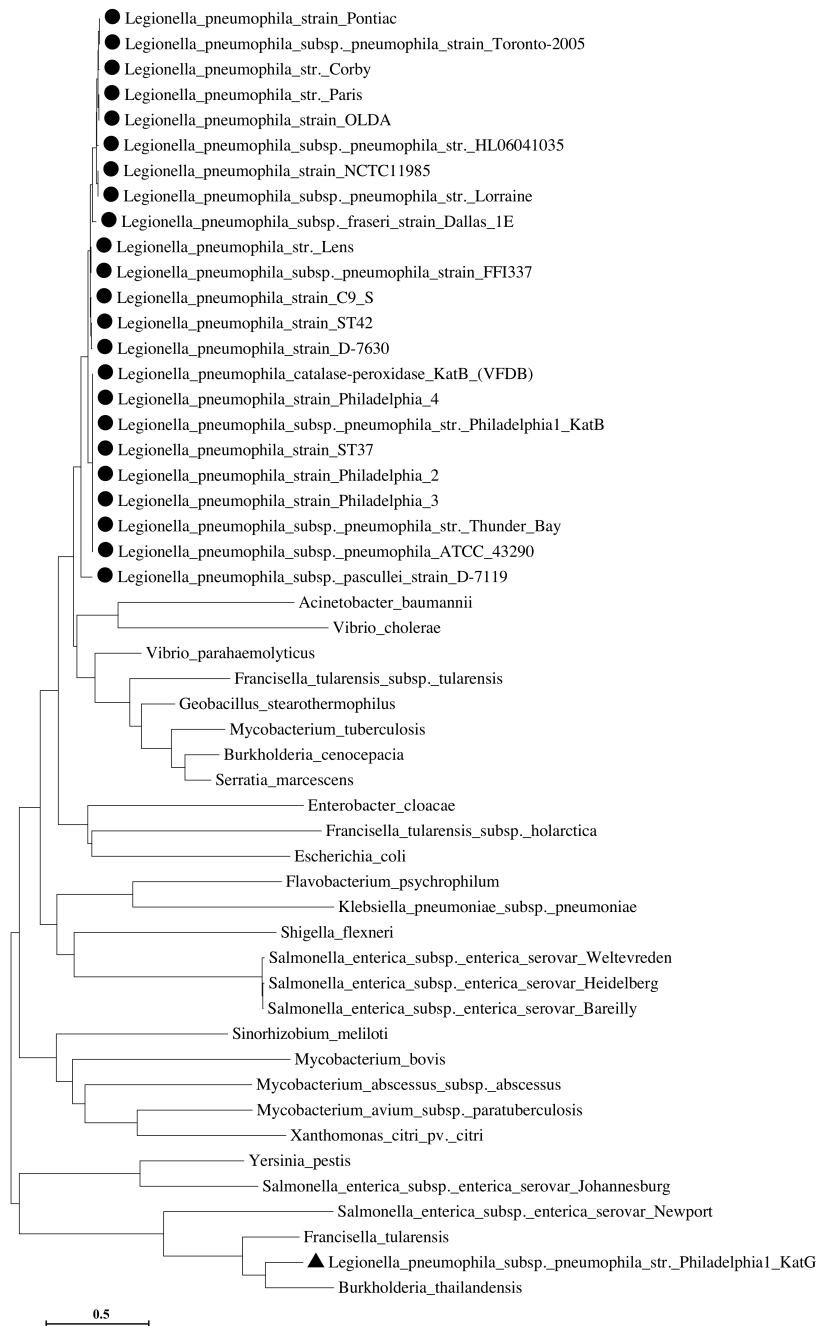 Legionella_pneumophila_strain_Pontiac
Legionella_pneumophila_subsp._pneumophila_strain_Toronto-2005
Legionella_pneumophila_str._Corby
Legionella_pneumophila_str._Paris
Legionella_pneumophila_strain_OLDA
Legionella_pneumophila_subsp._pneumophila_str._HL06041035
Legionella_pneumophila_strain_NCTC11985
Legionella_pneumophila_subsp._pneumophila_str._Lorraine
Legionella_pneumophila_subsp._fraseri_strain_Dallas_1E
Legionella_pneumophila_str._Lens
Legionella_pneumophila_subsp._pneumophila_strain_FFI337
Legionella_pneumophila_strain_C9_S
Legionella_pneumophila_strain_ST42
Legionella_pneumophila_strain_D-7630
Legionella_pneumophila_catalase-peroxidase_KatB_(VFDB)
Legionella_pneumophila_strain_Philadelphia_4
Legionella_pneumophila_subsp._pneumophila_str._Philadelphia1_KatB
Legionella_pneumophila_strain_ST37
Legionella_pneumophila_strain_Philadelphia_2
Legionella_pneumophila_strain_Philadelphia_3
Legionella_pneumophila_subsp._pneumophila_str._Thunder_Bay
Legionella_pneumophila_subsp._pneumophila_ATCC_43290
Legionella_pneumophila_subsp._pascullei_strain_D-7119
Acinetobacter_baumannii
Vibrio_cholerae
Vibrio_parahaemolyticus
Francisella_tularensis_subsp._tularensis
Geobacillus_stearothermophilus
Mycobacterium_tuberculosis
Burkholderia_cenocepacia
Serratia_marcescens
Enterobacter_cloacae
Francisella_tularensis_subsp._holarctica
Escherichia_coli
Flavobacterium_psychrophilum
Klebsiella_pneumoniae_subsp._pneumoniae
Shigella_flexneri
Salmonella_enterica_subsp._enterica_serovar_Weltevreden
Salmonella_enterica_subsp._enterica_serovar_Heidelberg
Salmonella_enterica_subsp._enterica_serovar_Bareilly
Sinorhizobium_meliloti
Mycobacterium_bovis
Mycobacterium_abscessus_subsp._abscessus
Mycobacterium_avium_subsp._paratuberculosis
Xanthomonas_citri_pv._citri
Yersinia_pestis
Salmonella_enterica_subsp._enterica_serovar_Johannesburg
Salmonella_enterica_subsp._enterica_serovar_Newport
Francisella_tularensis
Legionella_pneumophila_subsp._pneumophila_str._Philadelphia1_KatG
Burkholderia_thailandensis
0.5